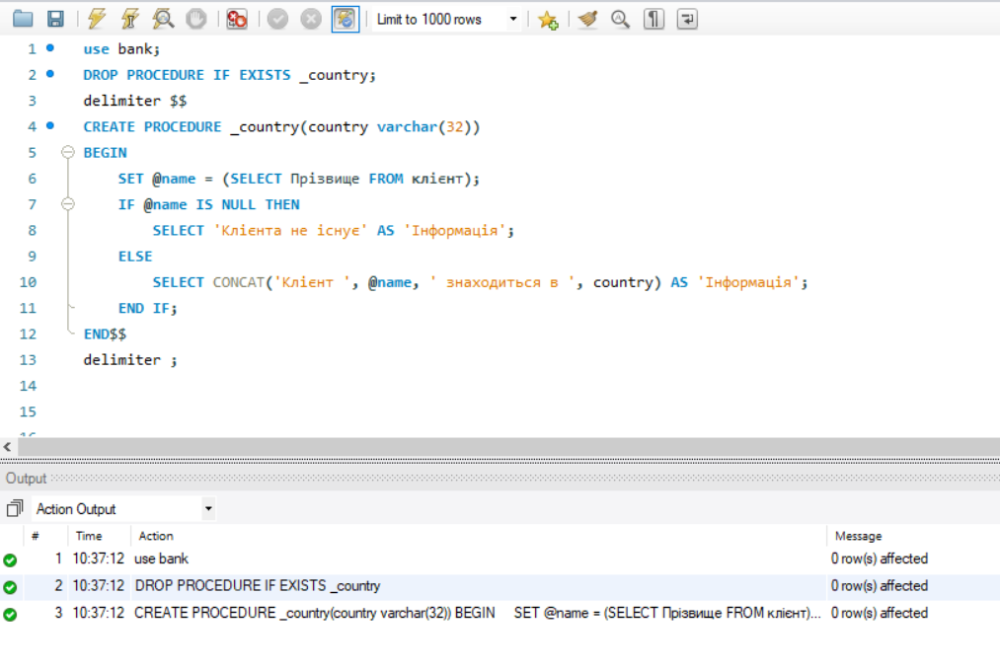 Limit to 1000 rows
1 use bank;
2 DROP PROCEDURE IF EXISTS _country;
3 delimiter $$
4 CREATE PROCEDURE _country(country varchar(32))
5 BEGIN
6 SET @name = (SELECT Прізвище FROM клієнт);
7 IF @name IS NULL THEN
8 SELECT 'Клієнта не існує' AS 'Інформація';
9 ELSE
10 SELECT CONCAT('Клієнт ', @name, ' знаходиться в ', country) AS 'Інформація';
11 END IF;
12 END$$
13 delimiter ;
14
15
Output
Action Output
# Time Action Message
1 10:37:12 use bank 0 row(s) affected
2 10:37:12 DROP PROCEDURE IF EXISTS _country 0 row(s) affected
3 10:37:12 CREATE PROCEDURE _country(country varchar(32)) BEGIN SET @name = (SELECT Прізвище FROM клієнт)... 0 row(s) affected